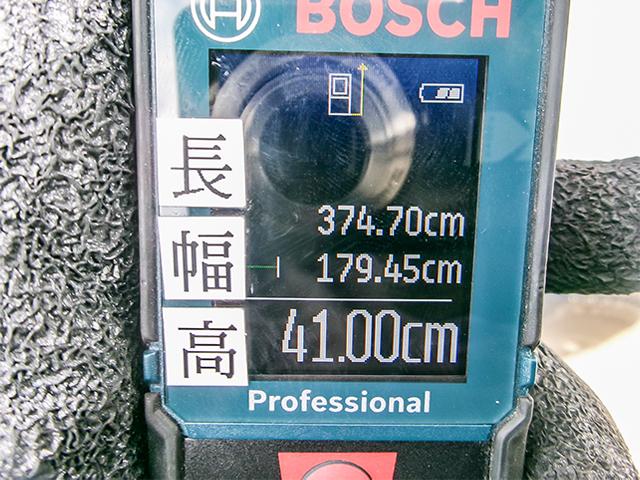 BOSCH
長 374.70cm
幅 179.45cm
高 41.00cm
Professional